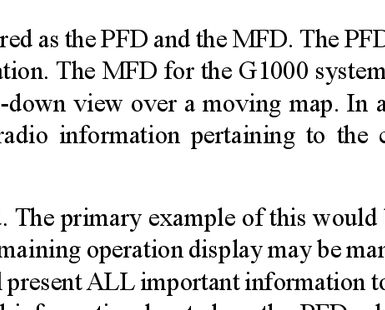 red as the PFD and the MFD. The PFD
ation. The MFD for the G1000 system
-down view over a moving map. In a
radio information pertaining to the c
. The primary example of this would
maining operation display may be man
l present ALL important information to